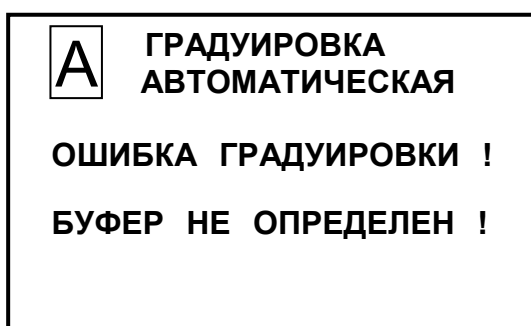 A ГРАДУИРОВКА
АВТОМАТИЧЕСКАЯ
ОШИБКА ГРАДУИРОВКИ !
БУФЕР НЕ ОПРЕДЕЛЕН !